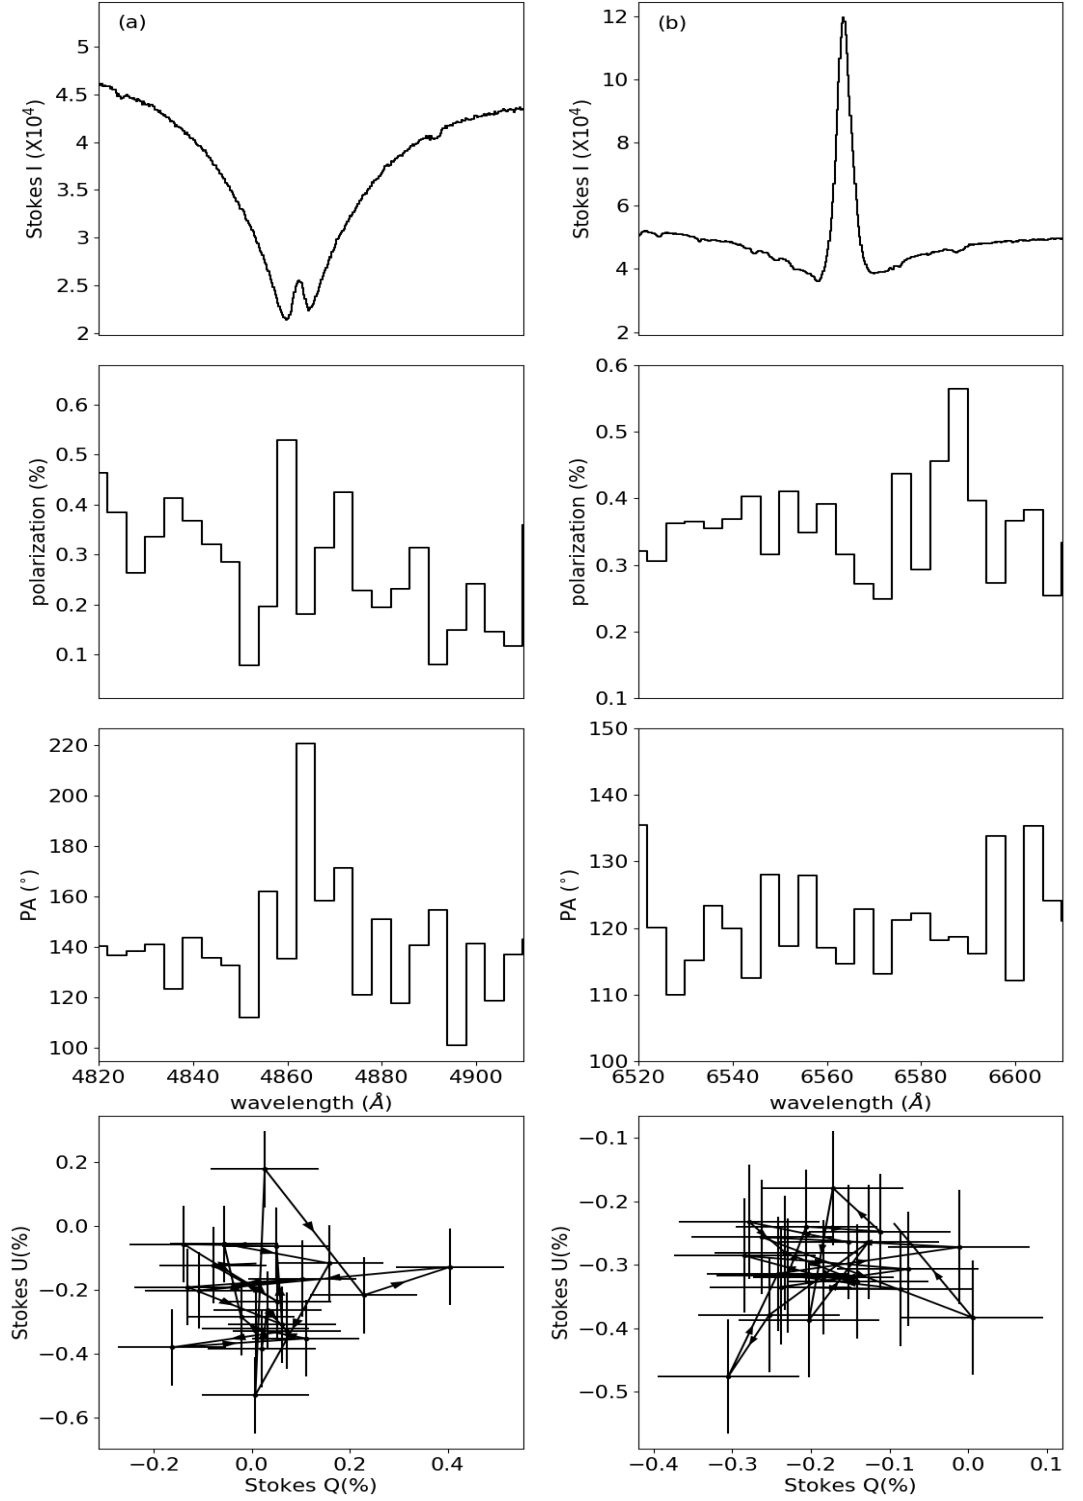 (a)
5
4.5
4
3.5
3
2.5
2
Stokes I (X10⁴)
(b)
12
10
8
6
4
2
Stokes I (X10⁴)
0.6
0.5
0.4
0.3
0.2
0.1
polarization (%)
0.6
0.5
0.4
0.3
0.2
0.1
polarization (%)
220
200
180
160
140
120
100
PA (°)
4820 4840 4860 4880 4900
wavelength (Å)
150
140
130
120
110
100
PA (°)
6520 6540 6560 6580 6600
wavelength (Å)
0.2
0.0
−0.2
−0.4
−0.6
Stokes U(%)
−0.2 0.0 0.2 0.4
Stokes Q(%)
−0.1
−0.2
−0.3
−0.4
−0.5
Stokes U(%)
−0.4 −0.3 −0.2 −0.1 0.0 0.1
Stokes Q(%)